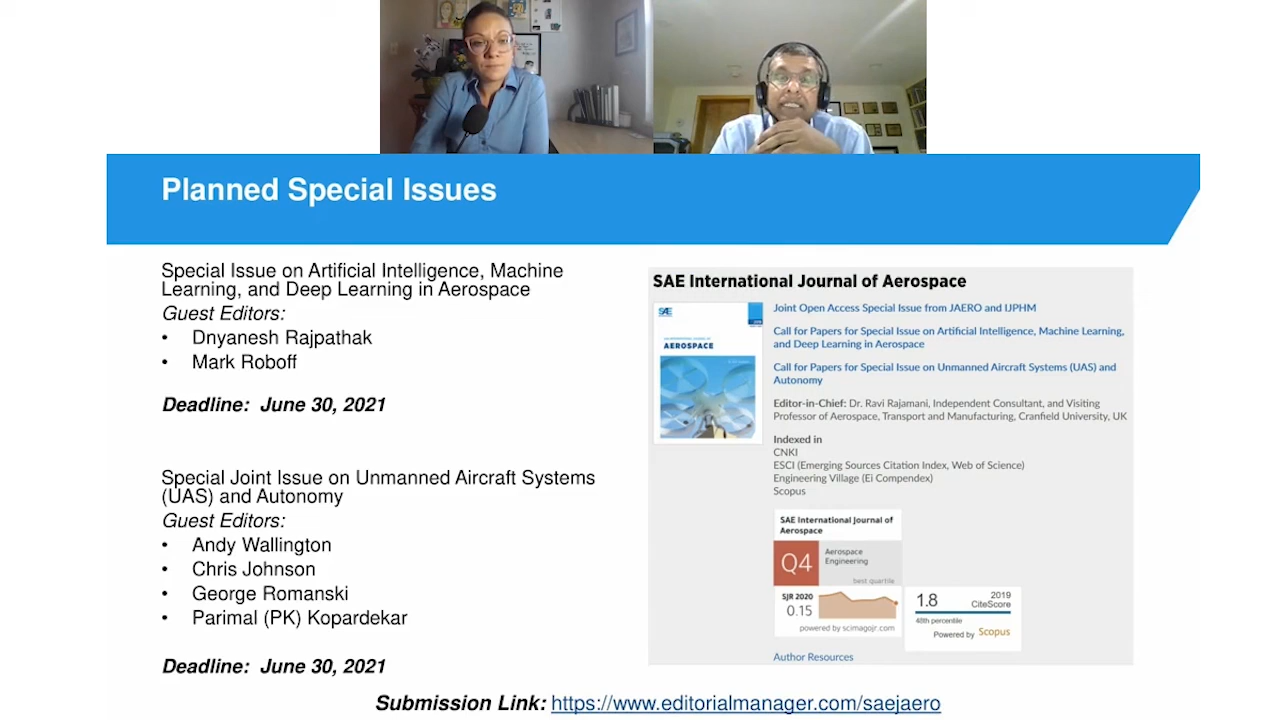 Planned Special Issues
Special Issue on Artificial Intelligence, Machine
Learning, and Deep Learning in Aerospace
Guest Editors:
• Dnyanesh Rajpathak
• Mark Roboff
Deadline: June 30, 2021
Special Joint Issue on Unmanned Aircraft Systems
(UAS) and Autonomy
Guest Editors:
• Andy Wallington
• Chris Johnson
• George Romanski
• Parimal (PK) Kopardekar
Deadline: June 30, 2021
SAE International Journal of Aerospace
SAE
AEROSPACE
Joint Open Access Special Issue from JAERO and IJPHM
Call for Papers for Special Issue on Artificial Intelligence, Machine Learning,
and Deep Learning in Aerospace
Call for Papers for Special Issue on Unmanned Aircraft Systems (UAS) and
Autonomy
Editor-in-Chief: Dr. Ravi Rajamani, Independent Consultant, and Visiting
Professor of Aerospace, Transport and Manufacturing, Cranfield University, UK
Indexed in
CNKI
ESCI (Emerging Sources Citation Index, Web of Science)
Engineering Village (Ei Compendex)
Scopus
SAE International Journal of
Aerospace
Q4
Aerospace
Engineering
best quartile
SJR 2020
0.15
powered by scimagojr.com
1.8
2019
CiteScore
48th percentile
Powered by Scopus
Author Resources
Submission Link: https://www.editorialmanager.com/saejaero